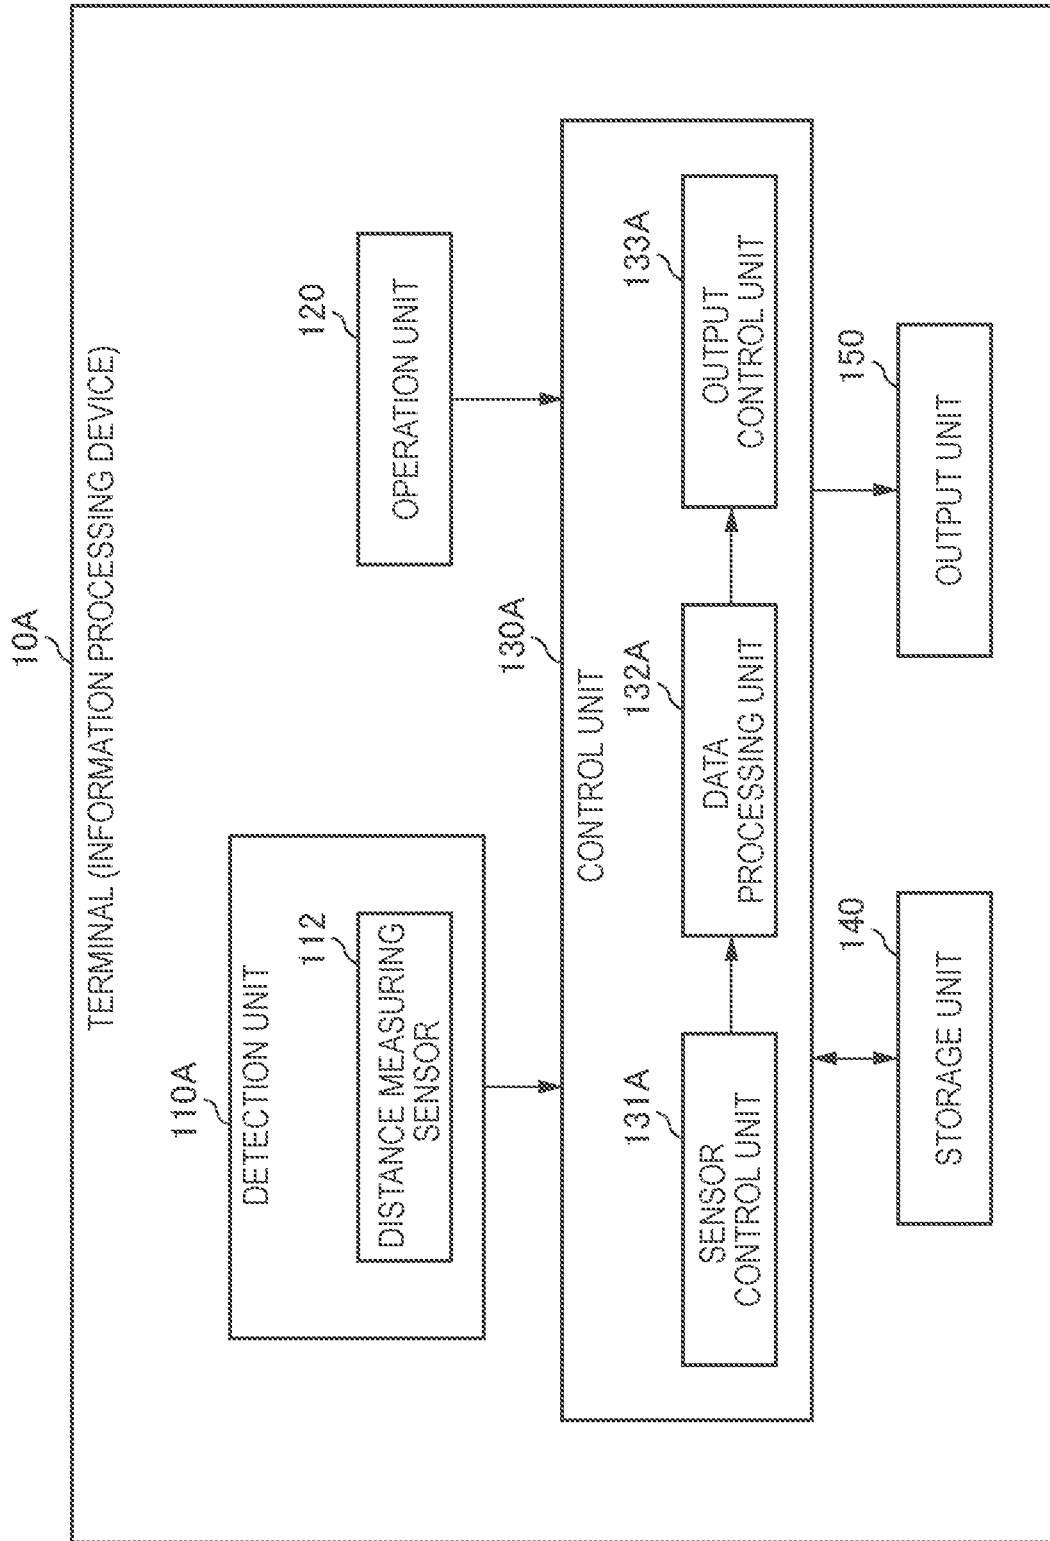 10A
TERMINAL (INFORMATION PROCESSING DEVICE)
110A
DETECTION UNIT
112
DISTANCE MEASURING
SENSOR
120
OPERATION UNIT
130A
CONTROL UNIT
131A
SENSOR
CONTROL UNIT
132A
DATA
PROCESSING UNIT
133A
OUTPUT
CONTROL UNIT
140
STORAGE UNIT
150
OUTPUT UNIT